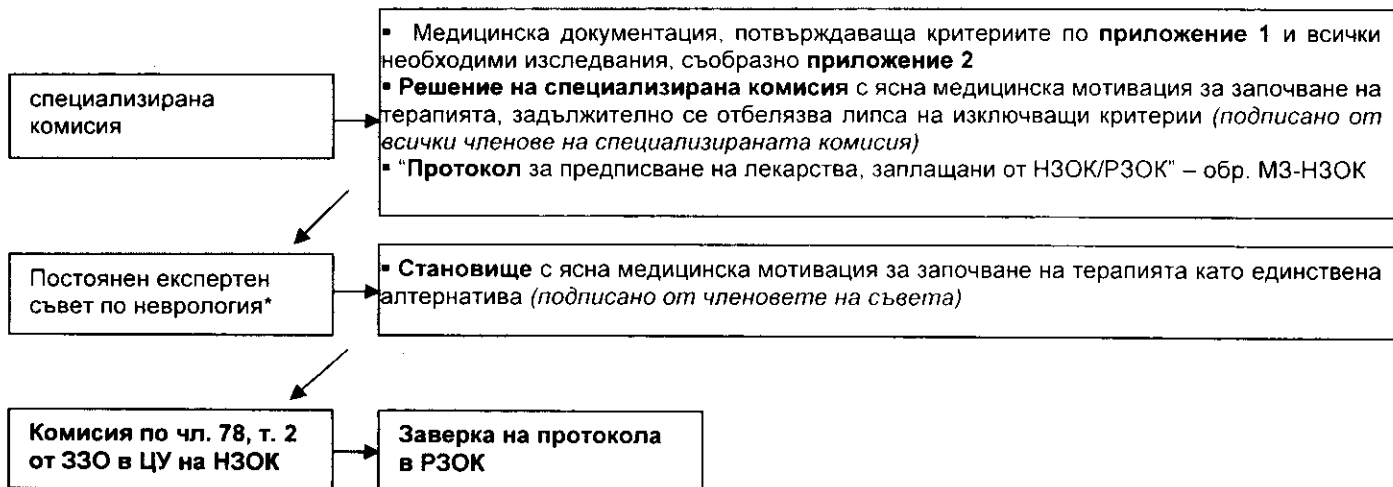 специализирана
комисия
▪ Медицинска документация, потвърждаваща критериите по приложение 1 и всички
необходими изследвания, съобразно приложение 2
▪ Решение на специализирана комисия с ясна медицинска мотивация за започване на
терапията, задължително се отбелязва липса на изключващи критерии (подписано от
всички членове на специализираната комисия)
▪ "Протокол за предписване на лекарства, заплащани от НЗОК/РЗОК" – обр. МЗ-НЗОК
Постоянен експертен
съвет по неврология*
▪ Становище с ясна медицинска мотивация за започване на терапията като единствена
алтернатива (подписано от членовете на съвета)
Комисия по чл. 78, т. 2
от ЗЗО в ЦУ на НЗОК
Заверка на протокола
в РЗОК